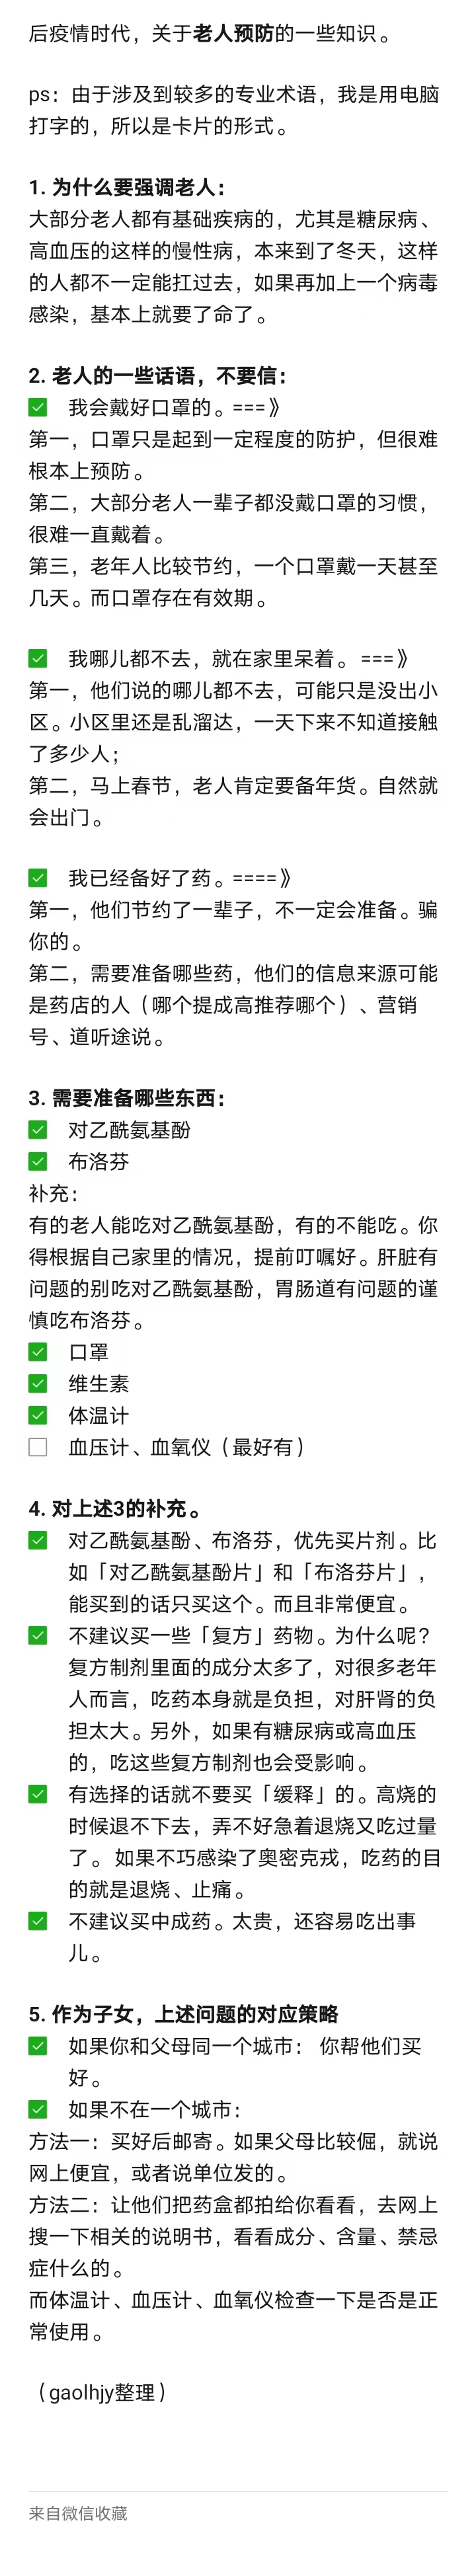 后疫情时代，关于老人预防的一些知识。
ps：由于涉及到较多的专业术语，我是用电脑
打字的，所以是卡片的形式。
1. 为什么要强调老人：
大部分老人都有基础疾病的，尤其是糖尿病、
高血压的这样的慢性病，本来到了冬天，这样
的人都不一定能扛过去，如果再加上一个病毒
感染，基本上就要了命了。
2. 老人的一些话语，不要信：
我会戴好口罩的。===》
第一，口罩只是起到一定程度的防护，但很难
根本上预防。
第二，大部分老人一辈子都没戴口罩的习惯，
很难一直戴着。
第三，老年人比较节约，一个口罩戴一天甚至
几天。而口罩存在有效期。
我哪儿都不去，就在家里呆着。===》
第一，他们说的哪儿都不去，可能只是没出小
区。小区里还是乱溜达，一天下来不知道接触
了多少人；
第二，马上春节，老人肯定要备年货。自然就
会出门。
我已经备好了药。====》
第一，他们节约了一辈子，不一定会准备。骗
你的。
第二，需要准备哪些药，他们的信息来源可能
是药店的人（哪个提成高推荐哪个）、营销
号、道听途说。
3. 需要准备哪些东西：
对乙酰氨基酚
布洛芬
补充：
有的老人能吃对乙酰氨基酚，有的不能吃。你
得根据自己家里的情况，提前叮嘱好。肝脏有
问题的别吃对乙酰氨基酚，胃肠道有问题的谨
慎吃布洛芬。
口罩
维生素
体温计
血压计、血氧仪（最好有）
4. 对上述3的补充。
对乙酰氨基酚、布洛芬，优先买片剂。比
如「对乙酰氨基酚片」和「布洛芬片」，
能买到的话只买这个。而且非常便宜。
不建议买一些「复方」药物。为什么呢？
复方制剂里面的成分太多了，对很多老年
人而言，吃药本身就是负担，对肝肾的负
担太大。另外，如果有糖尿病或高血压
的，吃这些复方制剂也会受影响。
有选择的话就不要买「缓释」的。高烧的
时候退不下去，弄不好急着退烧又吃过量
了。 如果不巧感染了奥密克戎，吃药的目
的就是退烧、止痛。
不建议买中成药。太贵，还容易吃出事
儿。
5. 作为子女，上述问题的对应策略
如果你和父母同一个城市： 你帮他们买
好。
如果不在一个城市：
方法一：买好后邮寄。如果父母比较倔，就说
网上便宜，或者说单位发的。
方法二：让他们把药盒都拍给你看看，去网上
搜一下相关的说明书，看看成分、含量、禁忌
症什么的。
而体温计、血压计、血氧仪检查一下是否是正
常使用。
（gaolhjy整理）
来自微信收藏